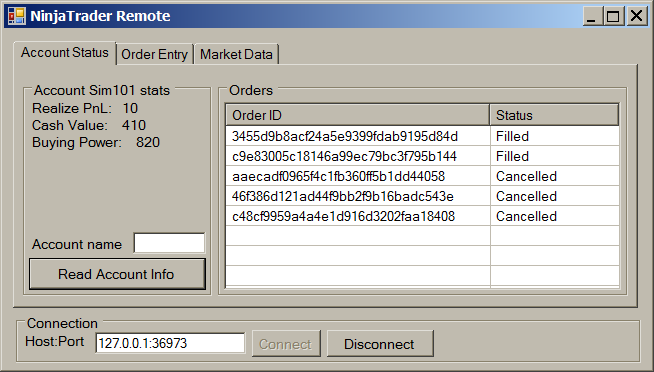 NinjaTrader Remote
Account Status Order Entry Market Data
Account Sim101 stats
Realize PnL: 10
Cash Value: 410
Buying Power: 820
Account name
Read Account Info
Orders
Order ID Status
3455d9b8acf24a5e9399fdab9195d84d Filled
c9e83005c18146a99ec79bc3f795b144 Filled
aaecadf0965f4c1fb360ff5b1dd44058 Cancelled
46f386d121ad44f9bb2f9b16badc543e Cancelled
c48cf9959a4a4e1d916d3202faa18408 Cancelled
Connection
Host:Port 127.0.0.1:36973 Connect Disconnect